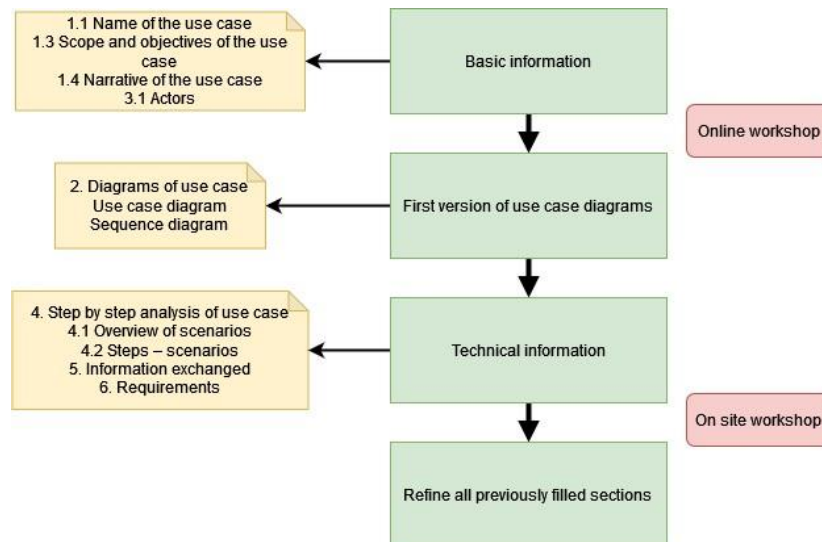 1.1 Name of the use case
1.3 Scope and objectives of the use
case
1.4 Narrative of the use case
3.1 Actors
Basic information
Online workshop
2. Diagrams of use case
Use case diagram
Sequence diagram
First version of use case diagrams
4. Step by step analysis of use case
4.1 Overview of scenarios
4.2 Steps – scenarios
5. Information exchanged
6. Requirements
Technical information
On site workshop
Refine all previously filled sections